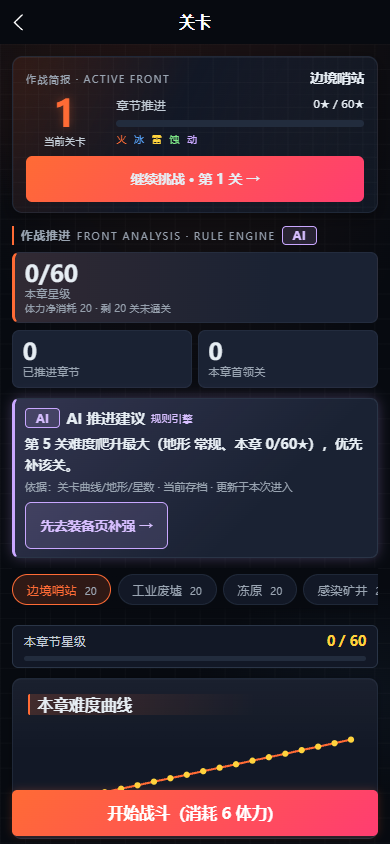 关卡
作战简报 · ACTIVE FRONT
边境哨站
1
当前关卡
章节推进
0★ / 60★
火 冰 雷 蚀 动
继续挑战 • 第 1 关 →
作战推进 FRONT ANALYSIS · RULE ENGINE AI
0/60
本章星级
体力净消耗 20 · 剩 20 关未通关
0
已推进章节
0
本章首领关
AI AI 推进建议 规则引擎
第 5 关难度爬升最大（地形 常规、本章 0/60★），优先
补该关。
依据：关卡曲线/地形/星数 · 当前存档 · 更新于本次进入
先去装备页补强 →
边境哨站 20
工业废墟 20
冻原 20
感染矿井 2
本章节星级
0 / 60
本章难度曲线
开始战斗（消耗 6 体力）